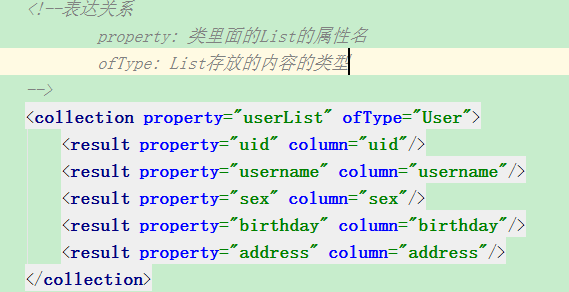 <!--表达关系
property: 类里面的List的属性名
ofType: List存放的内容的类型
-->
<collection property="userList" ofType="User">
<result property="uid" column="uid"/>
<result property="username" column="username"/>
<result property="sex" column="sex"/>
<result property="birthday" column="birthday"/>
<result property="address" column="address"/>
</collection>